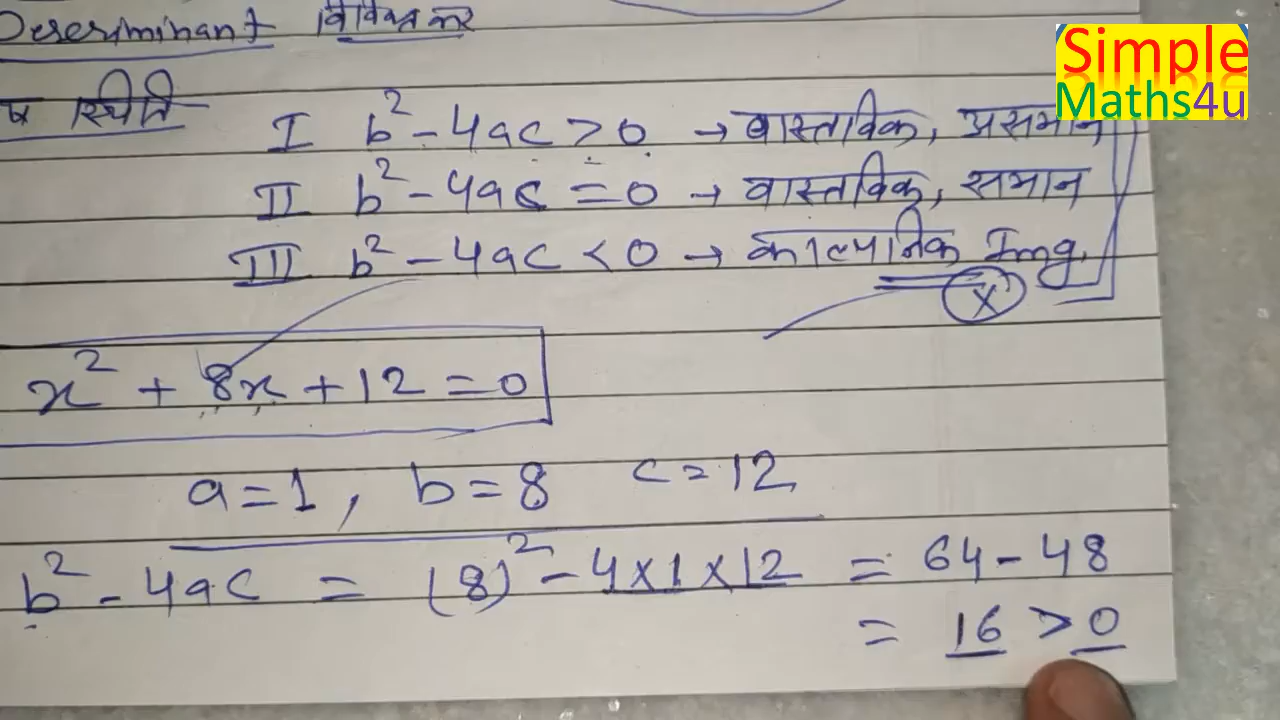 Descriminant विविक्तकर
स्थिति
Simple
Maths4u
I b² - 4ac > 0 → वास्तविक, असमान
II b² - 4ac = 0 → वास्तविक, समान
III b² - 4ac < 0 → काल्पनिक Img.
x
x² + 8x + 12 = 0
a = 1, b = 8 c = 12
b² - 4ac = (8)² - 4×1×12 = 64 - 48
= 16 > 0